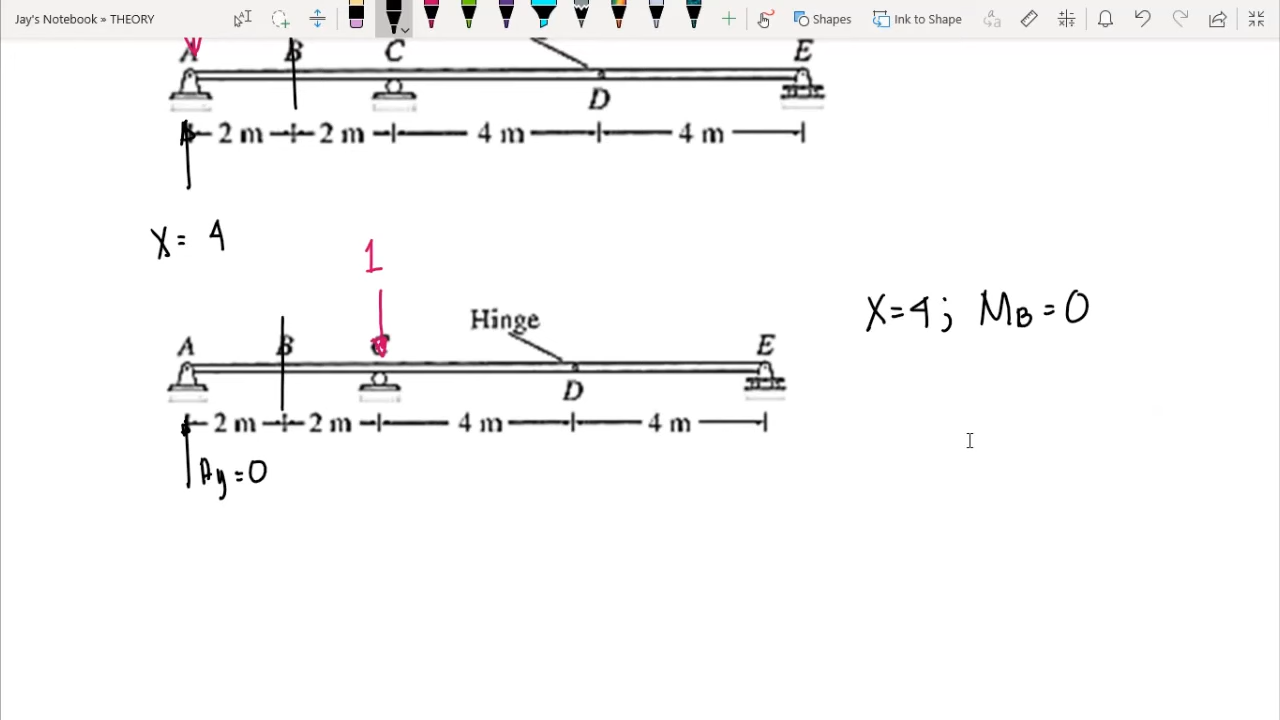 Jay's Notebook » THEORY
Shapes
Ink to Shape
A B C E
D
2 m 2 m 4 m 4 m
X = 4
1
Hinge
X=4; MB = 0
A B C E
D
2 m 2 m 4 m 4 m
Ay = 0